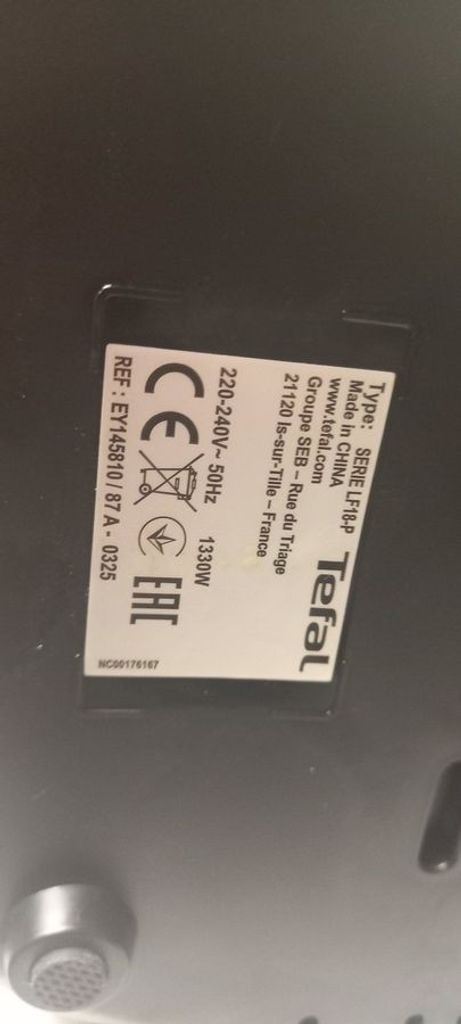 Type: SERIE LF18-P
Made in CHINA
www.tefal.com
Groupe SEB – Rue du Triage
21120 Is-sur-Tille – France
Tefal
220-240V~ 50Hz 1330W
CE
EAC
REF : EY145810 / 87 A - 0325
NC00176167